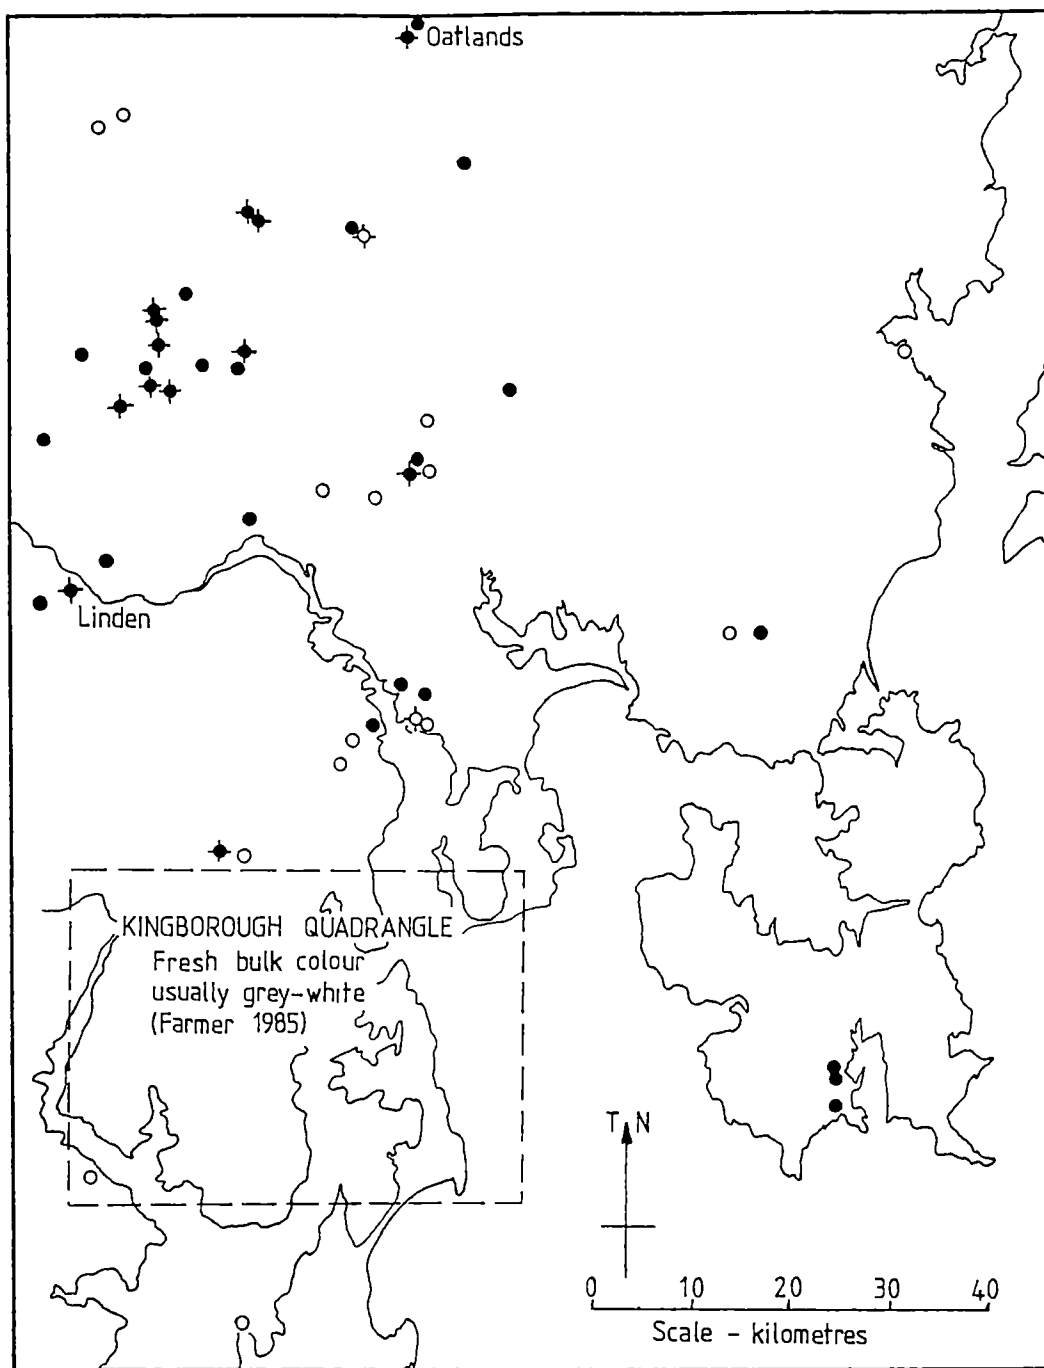 Oatlands
Linden
KINGBOROUGH QUADRANGLE
Fresh bulk colour
usually grey-white
(Farmer 1985)
T N
0 10 20 30 40
Scale - kilometres